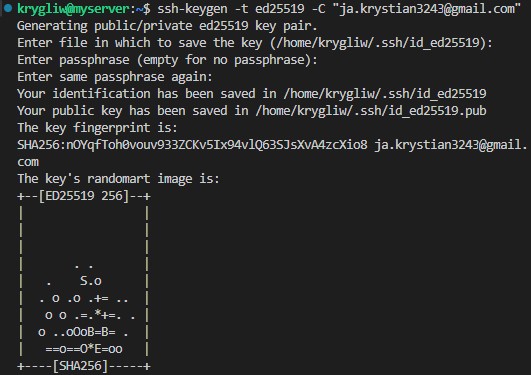 krygliw@myserver:~$ ssh-keygen -t ed25519 -C "ja.krystian3243@gmail.com"
Generating public/private ed25519 key pair.
Enter file in which to save the key (/home/krygliw/.ssh/id_ed25519):
Enter passphrase (empty for no passphrase):
Enter same passphrase again:
Your identification has been saved in /home/krygliw/.ssh/id_ed25519
Your public key has been saved in /home/krygliw/.ssh/id_ed25519.pub
The key fingerprint is:
SHA256:nOYqfToh0vouv933ZCKv5Ix94vlQ63SJsXvA4zcXio8 ja.krystian3243@gmail.
com
The key's randomart image is:
+--[ED25519 256]--+
|                 |
|                 |
|                 |
|       . .       |
|   .    S.o      |
|  . o .o .+= ..  |
|   o o .=.*+=. . |
|  o ..oOoB=B= .  |
|   ==o==O*E=oo   |
+----[SHA256]-----+